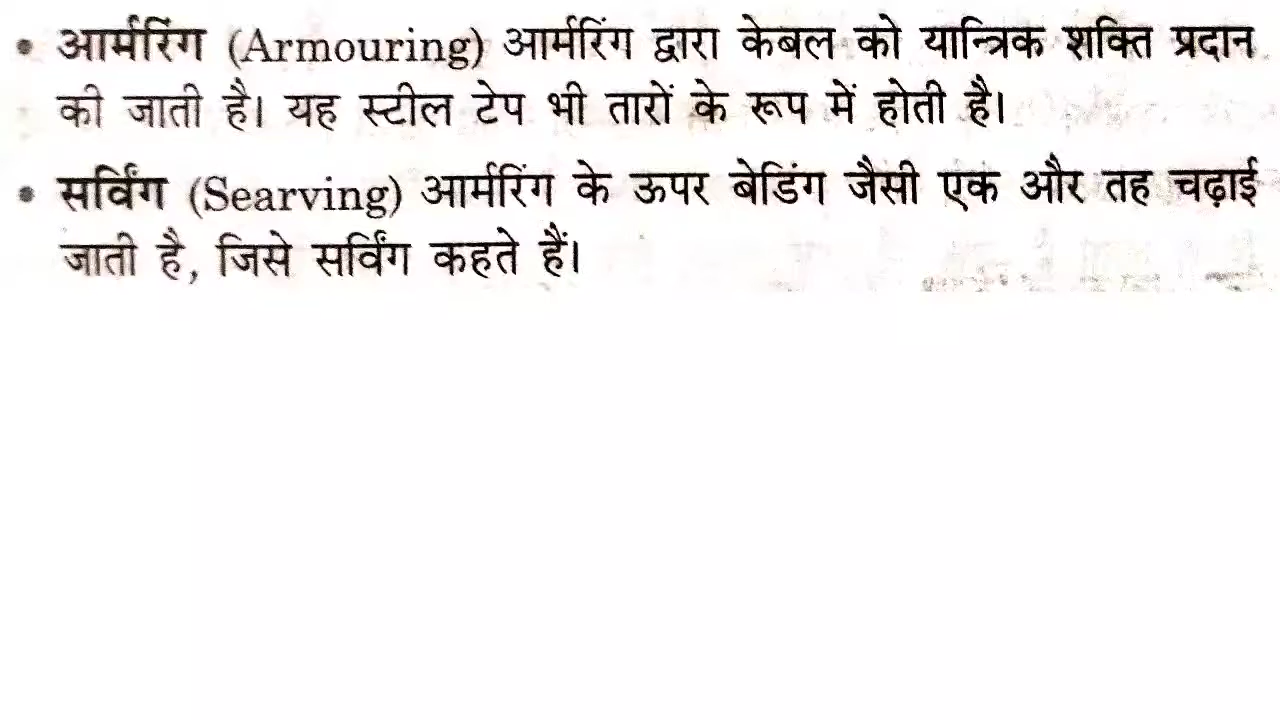 • आर्मरिंग (Armouring) आर्मरिंग द्वारा केबल को यान्त्रिक शक्ति प्रदान
की जाती है। यह स्टील टेप भी तारों के रूप में होती है।
• सर्विंग (Searving) आर्मरिंग के ऊपर बेडिंग जैसी एक और तह चढ़ाई
जाती है, जिसे सर्विंग कहते हैं।